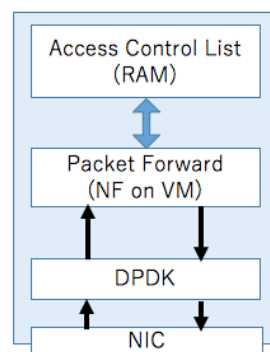 Access Control List
(RAM)
Packet Forward
(NF on VM)
DPDK
NIC